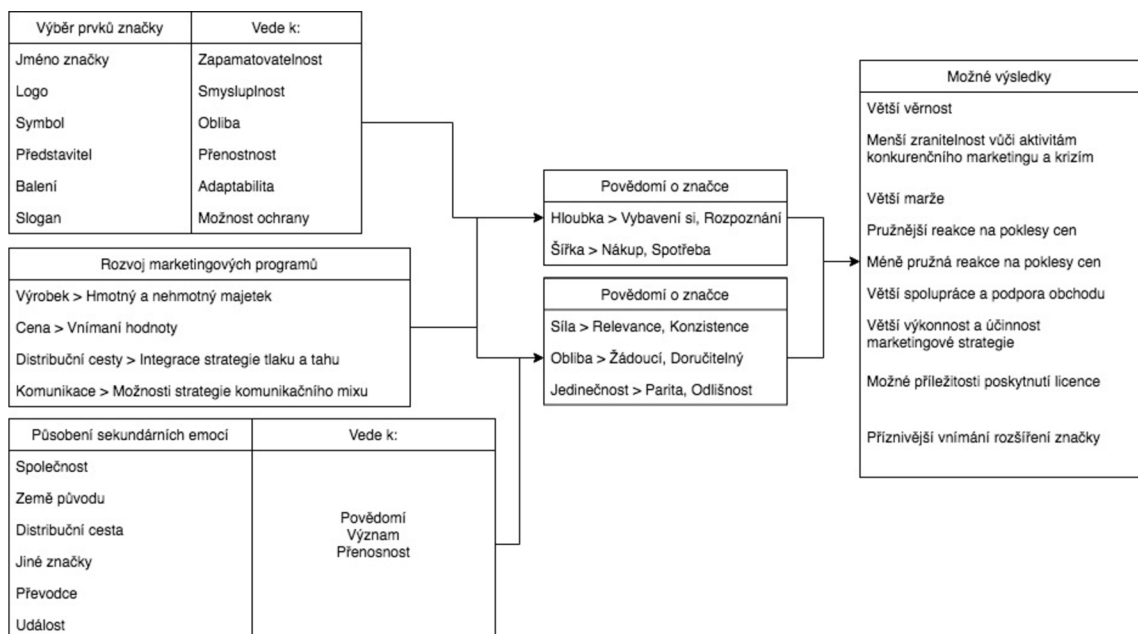 Výběr prvků značky
Vede k:
Jméno značky
Zapamatovatelnost
Logo
Smysluplnost
Symbol
Obliba
Představitel
Přenostnost
Balení
Adaptabilita
Slogan
Možnost ochrany
Rozvoj marketingových programů
Výrobek > Hmotný a nehmotný majetek
Cena > Vnímaní hodnoty
Distribuční cesty > Integrace strategie tlaku a tahu
Komunikace > Možnosti strategie komunikačního mixu
Působení sekundárních emocí
Vede k:
Společnost
Země původu
Distribuční cesta
Jiné značky
Převodce
Událost
Povědomí
Význam
Přenosnost
Povědomí o značce
Hloubka > Vybavení si, Rozpoznání
Šířka > Nákup, Spotřeba
Povědomí o značce
Síla > Relevance, Konzistence
Obliba > Žádoucí, Doručitelný
Jedinečnost > Parita, Odlišnost
Možné výsledky
Větší věrnost
Menší zranitelnost vůči aktivitám
konkurenčního marketingu a krizím
Větší marže
Pružnější reakce na poklesy cen
Méně pružná reakce na poklesy cen
Větší spolupráce a podpora obchodu
Větší výkonnost a účinnost
marketingové strategie
Možné příležitosti poskytnutí licence
Příznivější vnímání rozšíření značky